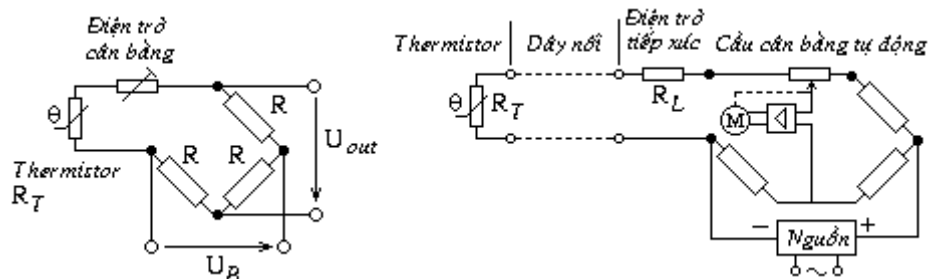 Điện trở
cân bằng
θ
Thermistor
R_T
R
R
R
U_out
U_B
Thermistor
Dây nối
Điện trở
tiếp xúc
Cầu cân bằng tự động
θ
R_T
R_L
M
−
+
Nguồn
~